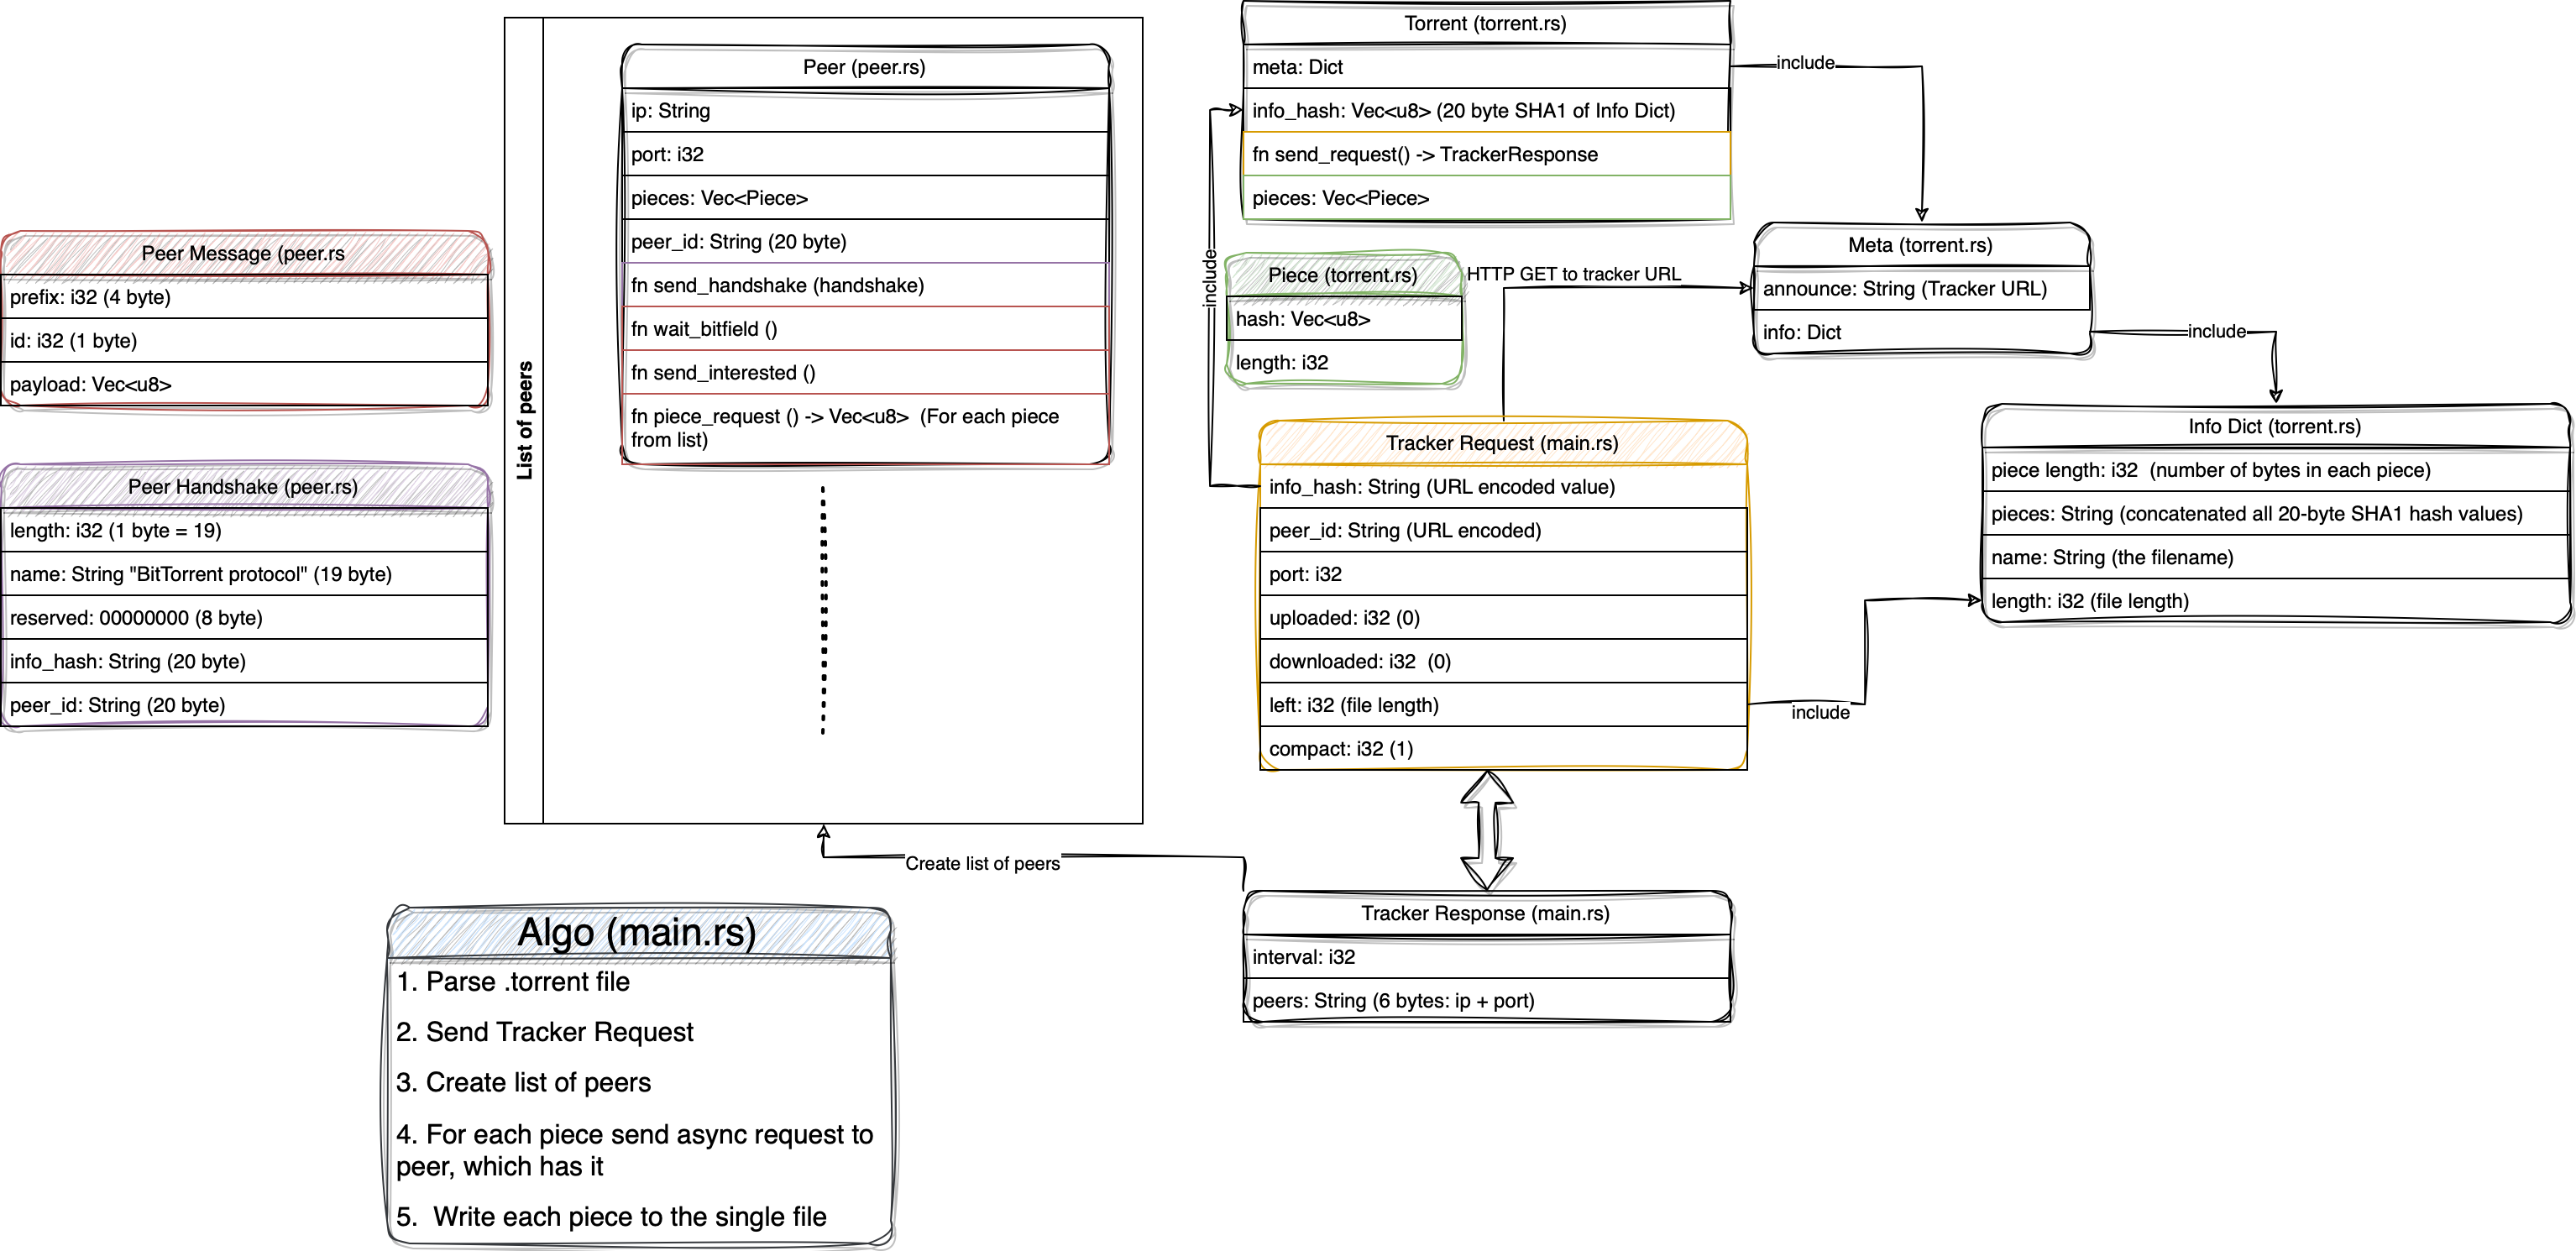 Peer Message (peer.rs
prefix: i32 (4 byte)
id: i32 (1 byte)
payload: Vec<u8>
Peer Handshake (peer.rs)
length: i32 (1 byte = 19)
name: String "BitTorrent protocol" (19 byte)
reserved: 00000000 (8 byte)
info_hash: String (20 byte)
peer_id: String (20 byte)
List of peers
Peer (peer.rs)
ip: String
port: i32
pieces: Vec<Piece>
peer_id: String (20 byte)
fn send_handshake (handshake)
fn wait_bitfield ()
fn send_interested ()
fn piece_request () -> Vec<u8>  (For each piece
from list)
Create list of peers
Torrent (torrent.rs)
meta: Dict
info_hash: Vec<u8> (20 byte SHA1 of Info Dict)
fn send_request() -> TrackerResponse
pieces: Vec<Piece>
include
include
Piece (torrent.rs)
hash: Vec<u8>
length: i32
HTTP GET to tracker URL
Meta (torrent.rs)
announce: String (Tracker URL)
info: Dict
include
Info Dict (torrent.rs)
piece length: i32  (number of bytes in each piece)
pieces: String (concatenated all 20-byte SHA1 hash values)
name: String (the filename)
length: i32 (file length)
Tracker Request (main.rs)
info_hash: String (URL encoded value)
peer_id: String (URL encoded)
port: i32
uploaded: i32 (0)
downloaded: i32  (0)
left: i32 (file length)
compact: i32 (1)
include
Tracker Response (main.rs)
interval: i32
peers: String (6 bytes: ip + port)
Algo (main.rs)
1. Parse .torrent file
2. Send Tracker Request
3. Create list of peers
4. For each piece send async request to
peer, which has it
5.  Write each piece to the single file